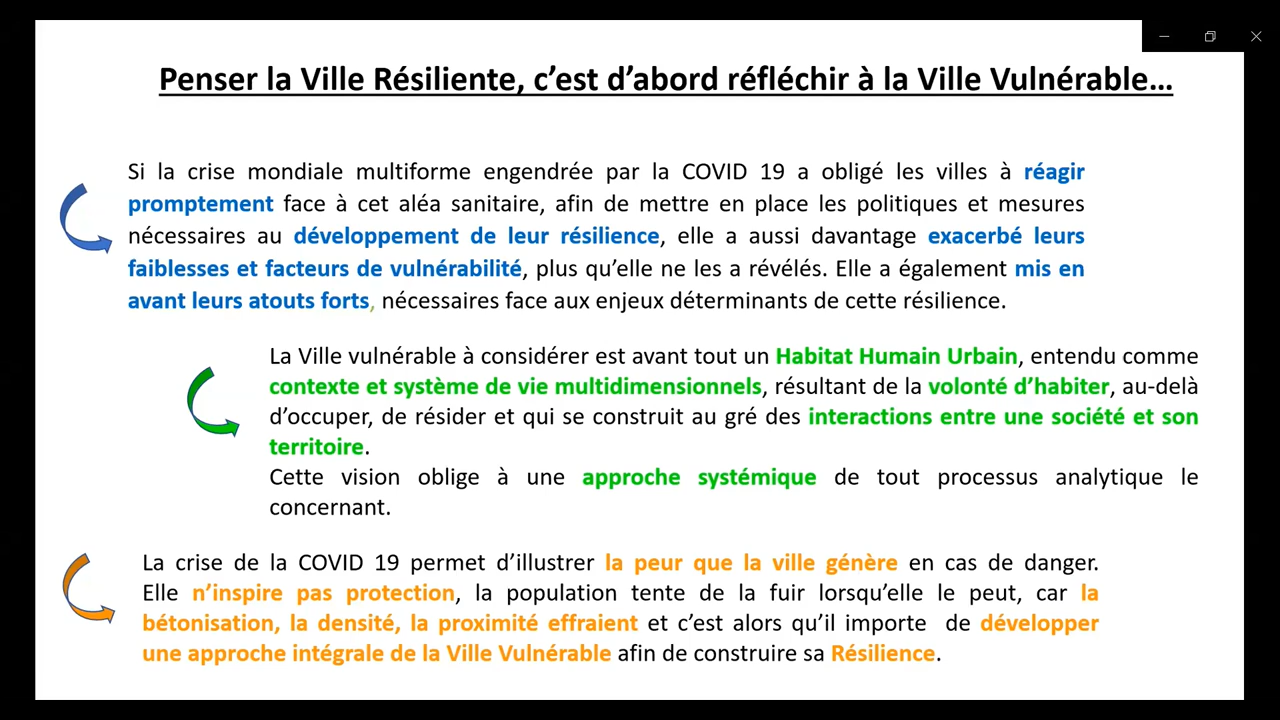 Penser la Ville Résiliente, c’est d’abord réfléchir à la Ville Vulnérable…
Si la crise mondiale multiforme engendrée par la COVID 19 a obligé les villes à réagir
promptement face à cet aléa sanitaire, afin de mettre en place les politiques et mesures
nécessaires au développement de leur résilience, elle a aussi davantage exacerbé leurs
faiblesses et facteurs de vulnérabilité, plus qu’elle ne les a révélés. Elle a également mis en
avant leurs atouts forts, nécessaires face aux enjeux déterminants de cette résilience.
La Ville vulnérable à considérer est avant tout un Habitat Humain Urbain, entendu comme
contexte et système de vie multidimensionnels, résultant de la volonté d’habiter, au-delà
d’occuper, de résider et qui se construit au gré des interactions entre une société et son
territoire.
Cette vision oblige à une approche systémique de tout processus analytique le
concernant.
La crise de la COVID 19 permet d’illustrer la peur que la ville génère en cas de danger.
Elle n’inspire pas protection, la population tente de la fuir lorsqu’elle le peut, car la
bétonisation, la densité, la proximité effraient et c’est alors qu’il importe de développer
une approche intégrale de la Ville Vulnérable afin de construire sa Résilience.